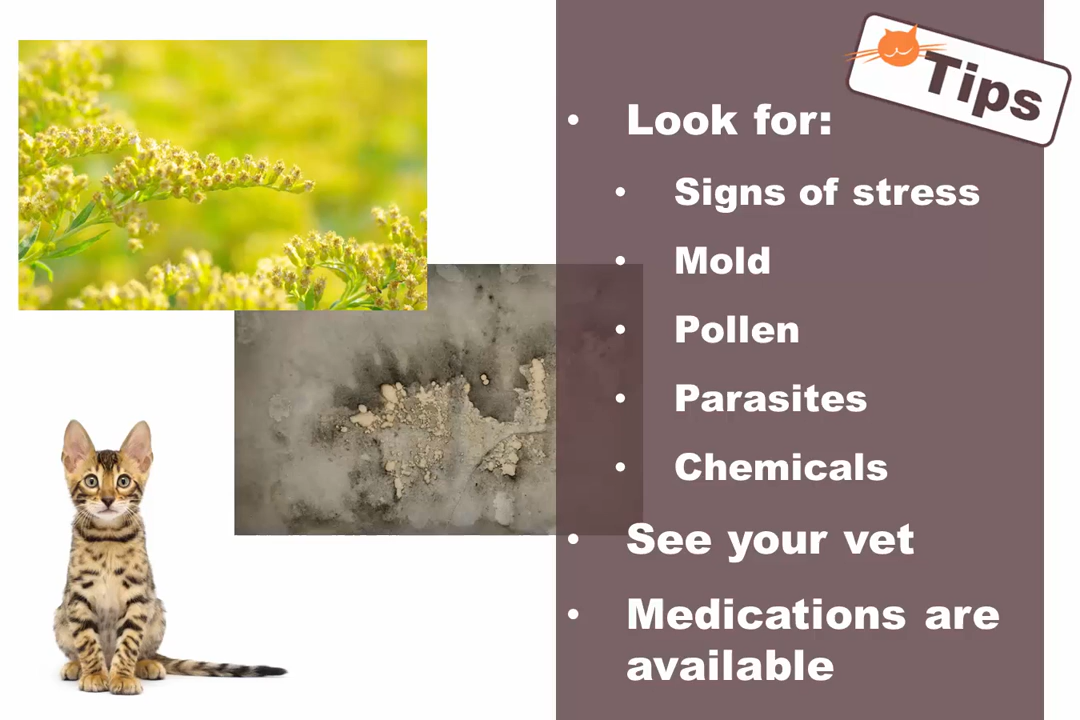 Tips
• Look for:
• Signs of stress
• Mold
• Pollen
• Parasites
• Chemicals
• See your vet
• Medications are
available